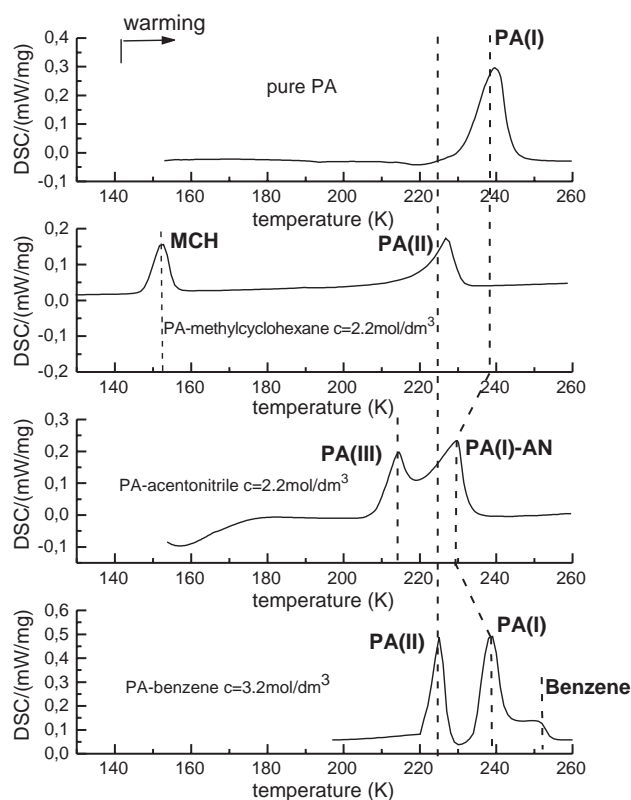 warming
PA(I)
pure PA
DSC/(mW/mg)
0,4
0,3
0,2
0,1
0,0
-0,1
140 160 180 200 220 240 260
temperature (K)
MCH
PA(II)
PA-methylcyclohexane c=2.2mol/dm³
DSC/(mW/mg)
0,2
0,1
0,0
-0,1
-0,2
140 160 180 200 220 240 260
temperature (K)
PA(III)
PA(I)-AN
PA-acetonitrile c=2.2mol/dm³
DSC/(mW/mg)
0,3
0,2
0,1
0,0
-0,1
140 160 180 200 220 240 260
temperature (K)
PA(II)
PA(I)
Benzene
PA-benzene c=3.2mol/dm³
DSC/(mW/mg)
0,6
0,5
0,4
0,3
0,2
0,1
0,0
140 160 180 200 220 240 260
temperature (K)